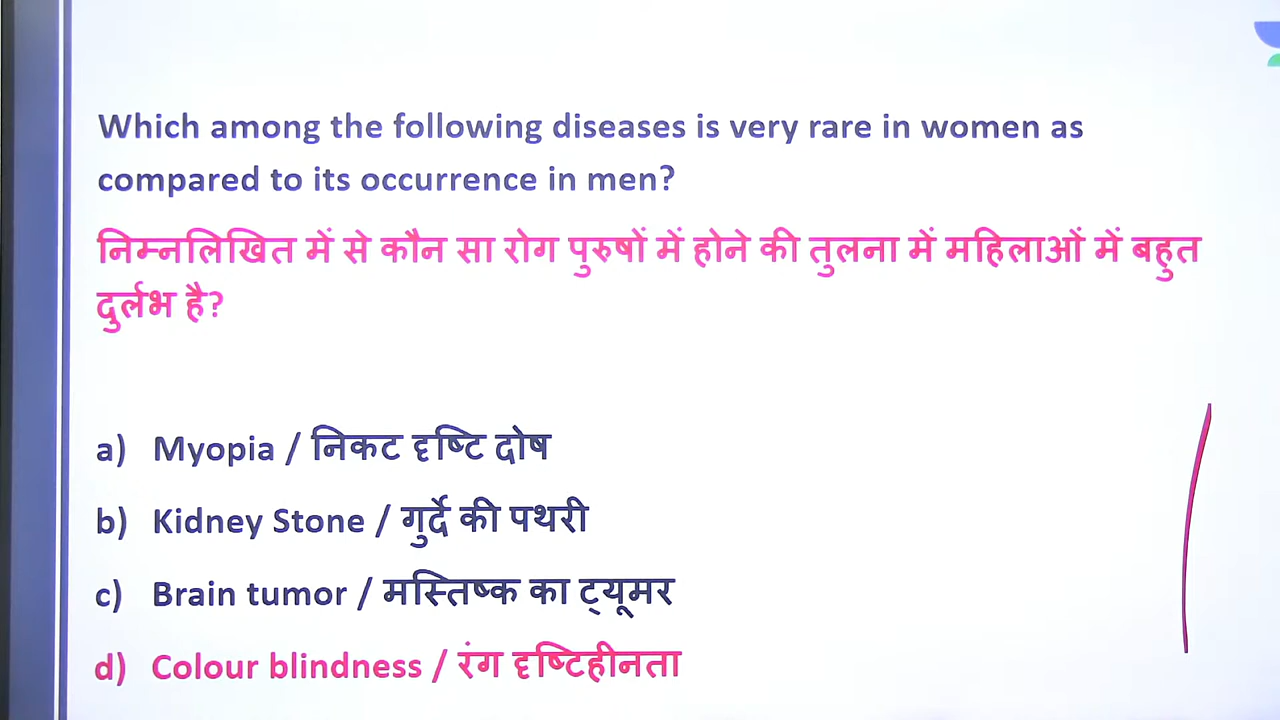 Which among the following diseases is very rare in women as
compared to its occurrence in men?
निम्नलिखित में से कौन सा रोग पुरुषों में होने की तुलना में महिलाओं में बहुत
दुर्लभ है?
a) Myopia / निकट दृष्टि दोष
b) Kidney Stone / गुर्दे की पथरी
c) Brain tumor / मस्तिष्क का ट्यूमर
d) Colour blindness / रंग दृष्टिहीनता